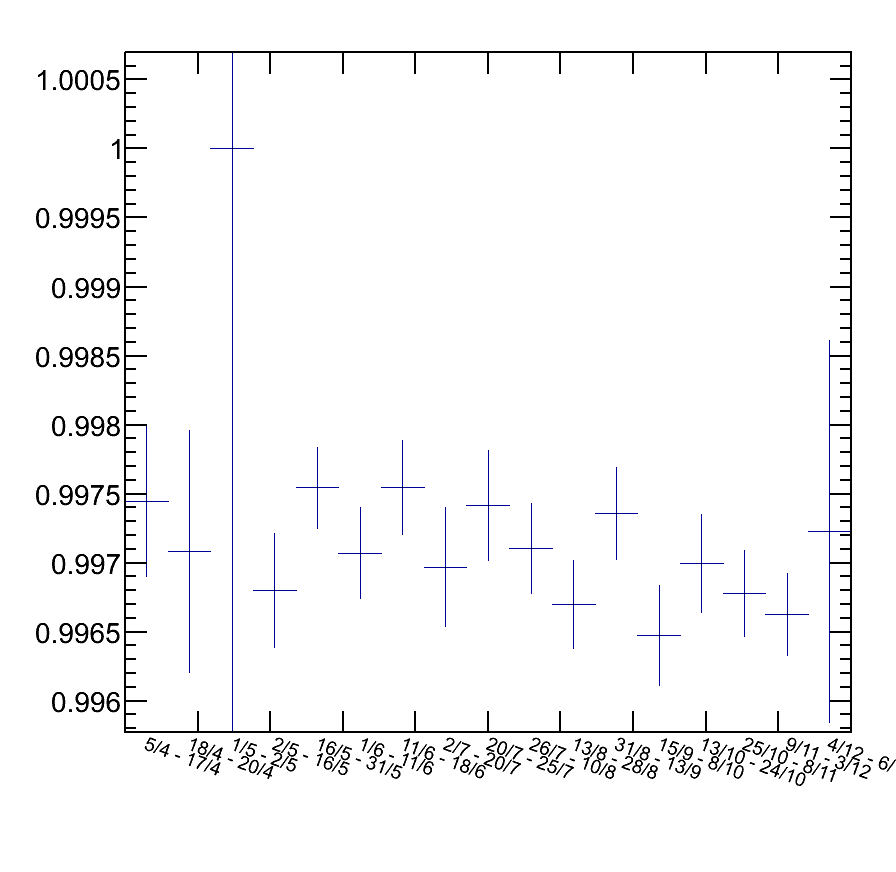 1.0005
1
0.9995
0.999
0.9985
0.998
0.9975
0.997
0.9965
0.996
5/4 - 17/4
18/4 - 20/4
1/5 - 2/5
2/5 - 16/5
16/5 - 31/5
1/6 - 11/6
11/6 - 18/6
2/7 - 20/7
20/7 - 25/7
26/7 - 10/8
13/8 - 28/8
31/8 - 13/9
15/9 - 8/10
13/10 - 24/10
25/10 - 8/11
9/11 - 3/12
4/12 - 6/